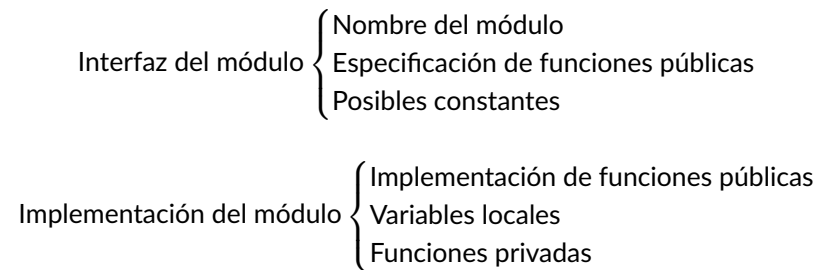 Nombre del módulo
Interfaz del módulo
Especificación de funciones públicas
Posibles constantes
Implementación de funciones públicas
Implementación del módulo
Variables locales
Funciones privadas